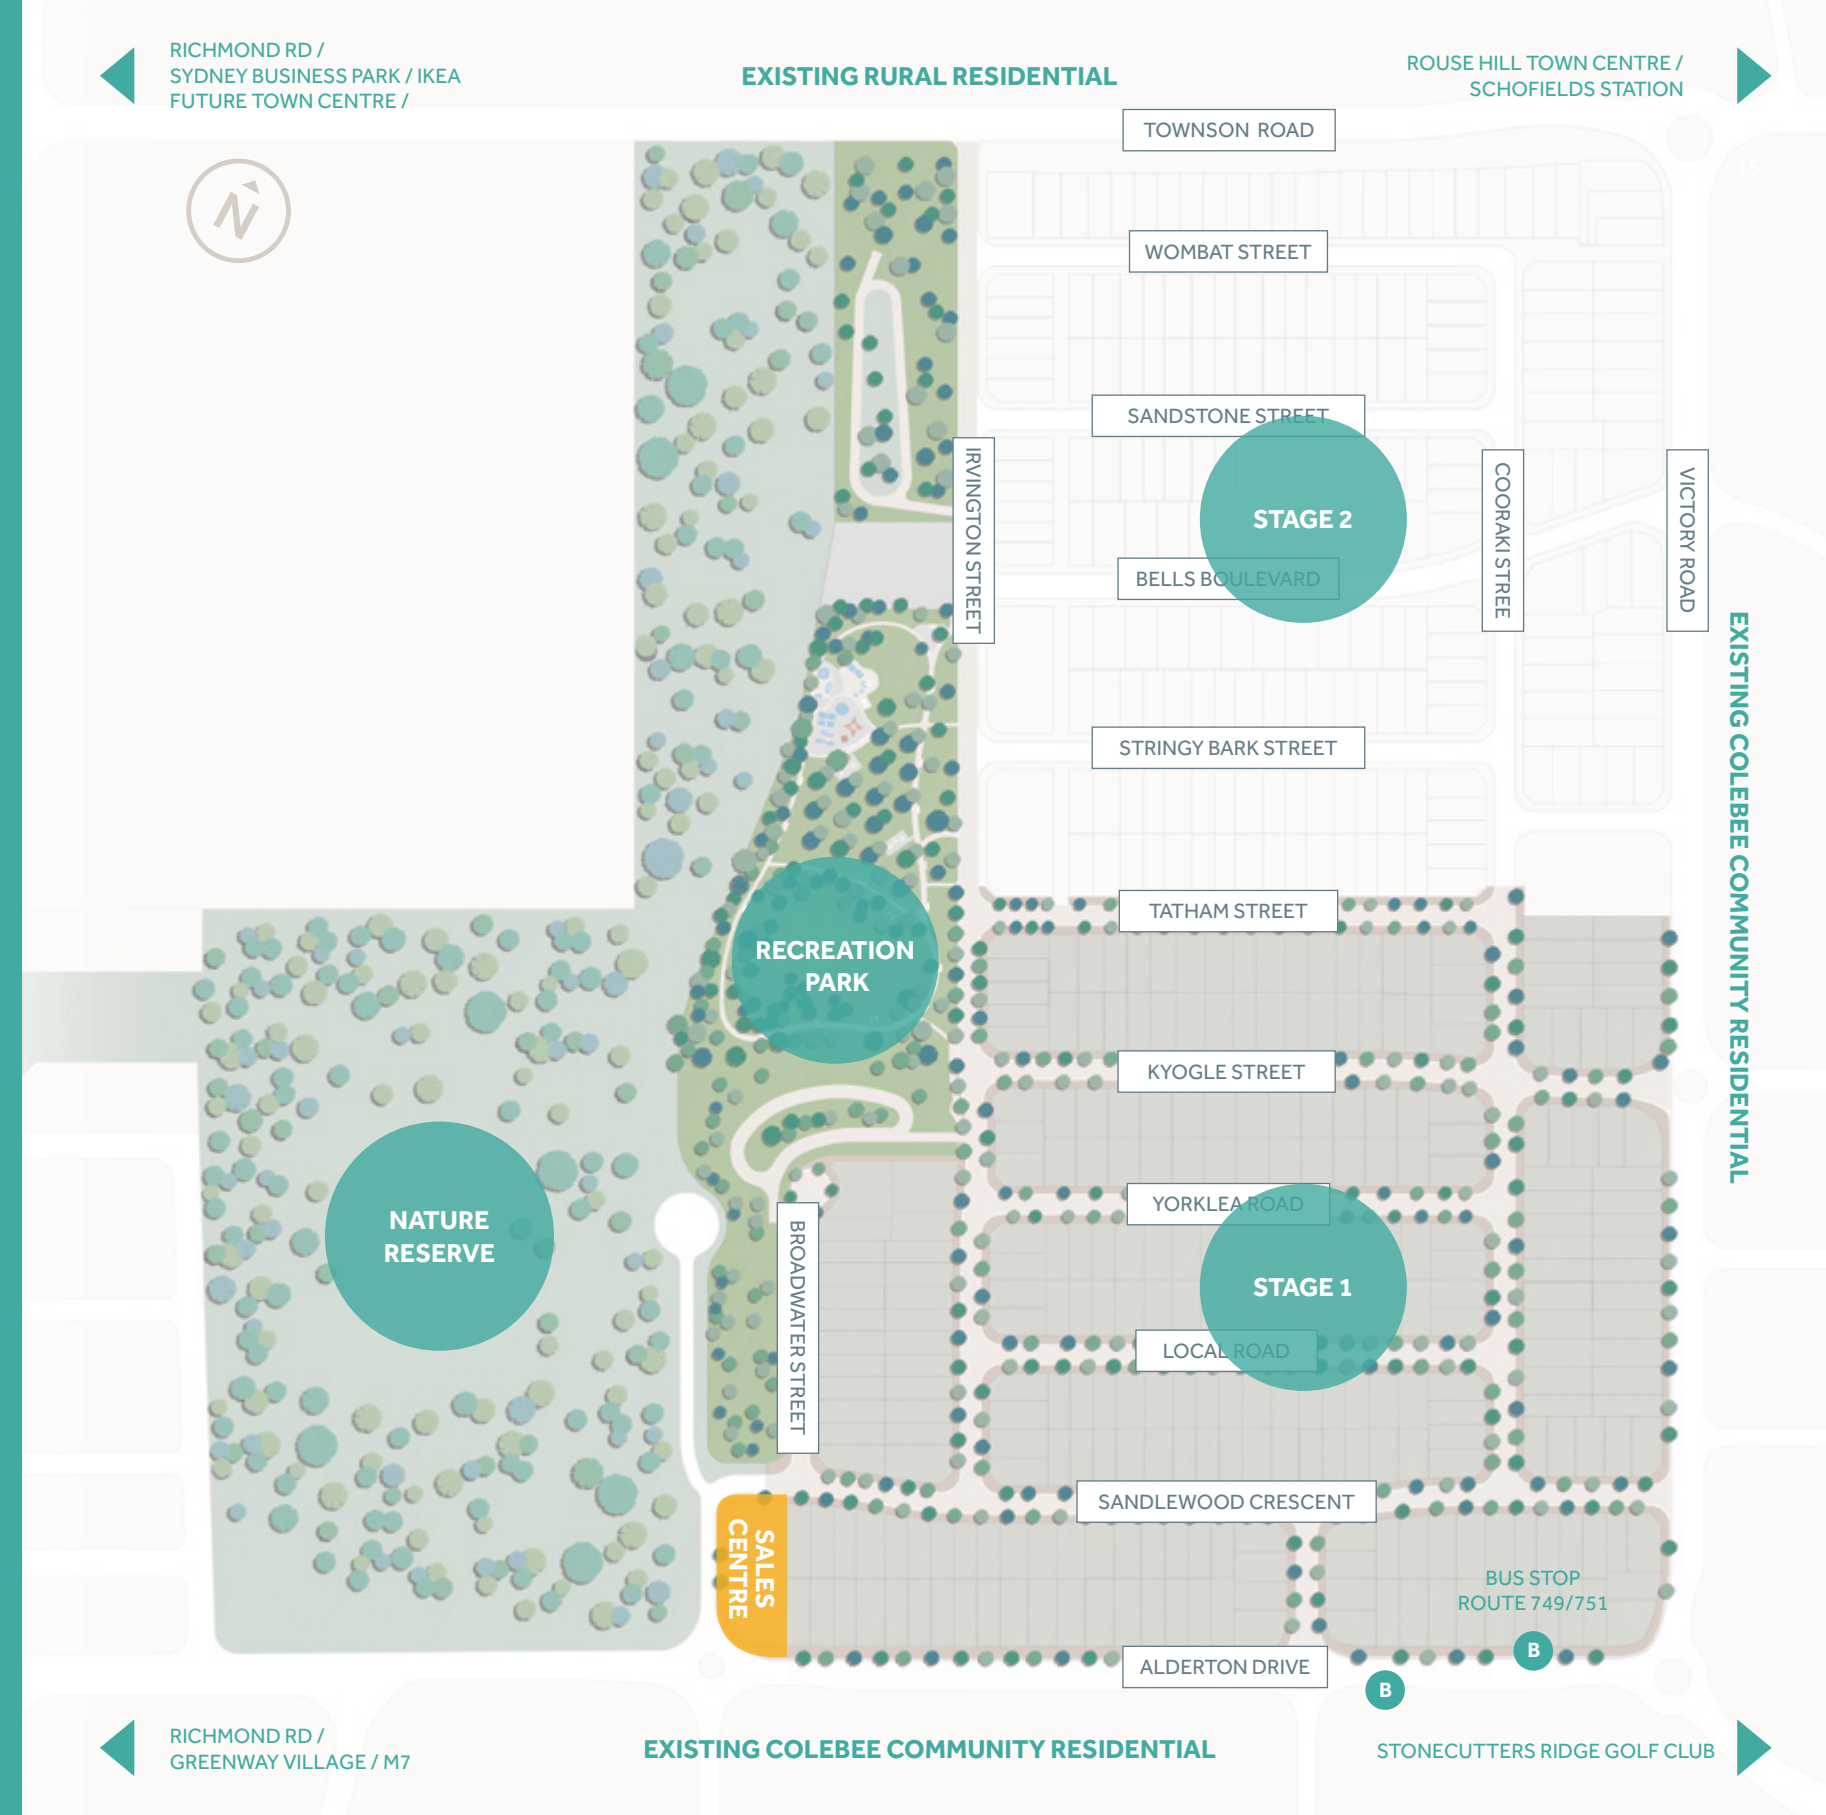 RICHMOND RD /
SYDNEY BUSINESS PARK / IKEA
FUTURE TOWN CENTRE /
EXISTING RURAL RESIDENTIAL
ROUSE HILL TOWN CENTRE /
SCHOFIELDS STATION
TOWNSON ROAD
15
N
WOMBAT STREET
SANDSTONE STREET
IRVINGTON STREET
COORAKI STREE
VICTORY ROAD
STAGE 2
BELLS BOULEVARD
EXISTING COLEBEE COMMUNITY RESIDENTIAL
STRINGY BARK STREET
TATHAM STREET
RECREATION
PARK
KYOGLE STREET
YORKLEA ROAD
NATURE
RESERVE
BROADWATER STREET
STAGE 1
LOCAL ROAD
SANDLEWOOD CRESCENT
SALES
CENTRE
BUS STOP
ROUTE 749/751
B
ALDERTON DRIVE
B
RICHMOND RD /
GREENWAY VILLAGE / M7
EXISTING COLEBEE COMMUNITY RESIDENTIAL
STONECUTTERS RIDGE GOLF CLUB